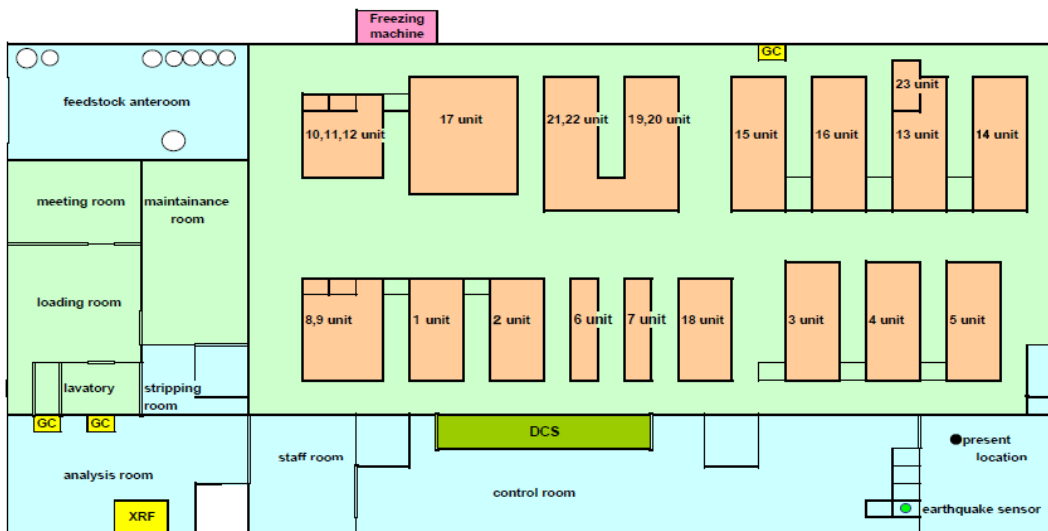 Freezing
machine
GC
23 unit
feedstock anteroom
10,11,12 unit
17 unit
21,22 unit
19,20 unit
15 unit
16 unit
13 unit
14 unit
meeting room
maintainance
room
loading room
8,9 unit
1 unit
2 unit
6 unit
7 unit
18 unit
3 unit
4 unit
5 unit
lavatory
stripping
room
GC
GC
DCS
present
location
staff room
analysis room
control room
earthquake sensor
XRF